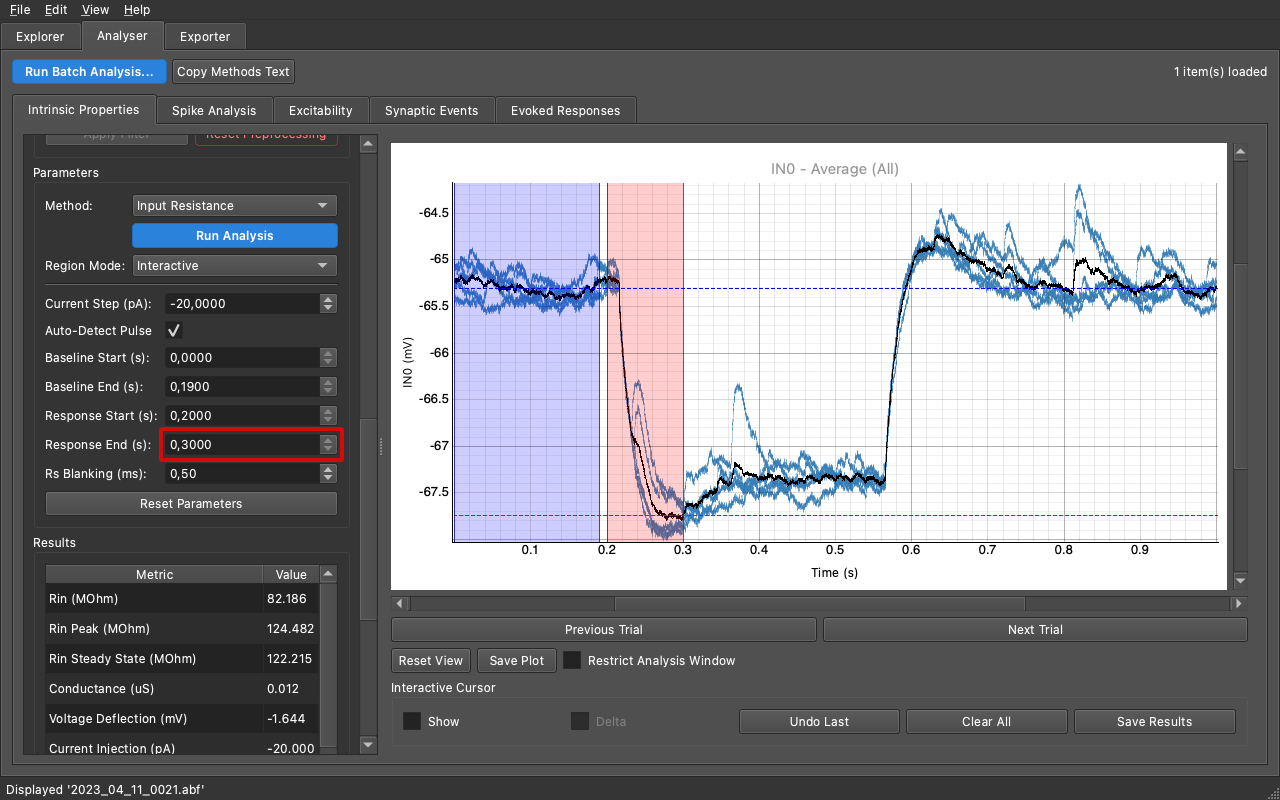 File Edit View Help
Explorer Analyser Exporter
Run Batch Analysis... Copy Methods Text 1 item(s) loaded
Intrinsic Properties Spike Analysis Excitability Synaptic Events Evoked Responses
Apply Filter Reset Preprocessing
Parameters
Method: Input Resistance
Run Analysis
Region Mode: Interactive
Current Step (pA): -20,0000
Auto-Detect Pulse
Baseline Start (s): 0,0000
Baseline End (s): 0,1900
Response Start (s): 0,2000
Response End (s): 0,3000
Rs Blanking (ms): 0,50
Reset Parameters
Results
Metric Value
Rin (MOhm) 82.186
Rin Peak (MOhm) 124.482
Rin Steady State (MOhm) 122.215
Conductance (uS) 0.012
Voltage Deflection (mV) -1.644
Current Injection (pA) -20.000
IN0 - Average (All)
IN0 (mV)
-64.5
-65
-65.5
-66
-66.5
-67
-67.5
0.1 0.2 0.3 0.4 0.5 0.6 0.7 0.8 0.9
Time (s)
Previous Trial Next Trial
Reset View Save Plot Restrict Analysis Window
Interactive Cursor
Show Delta Undo Last Clear All Save Results
Displayed '2023_04_11_0021.abf'